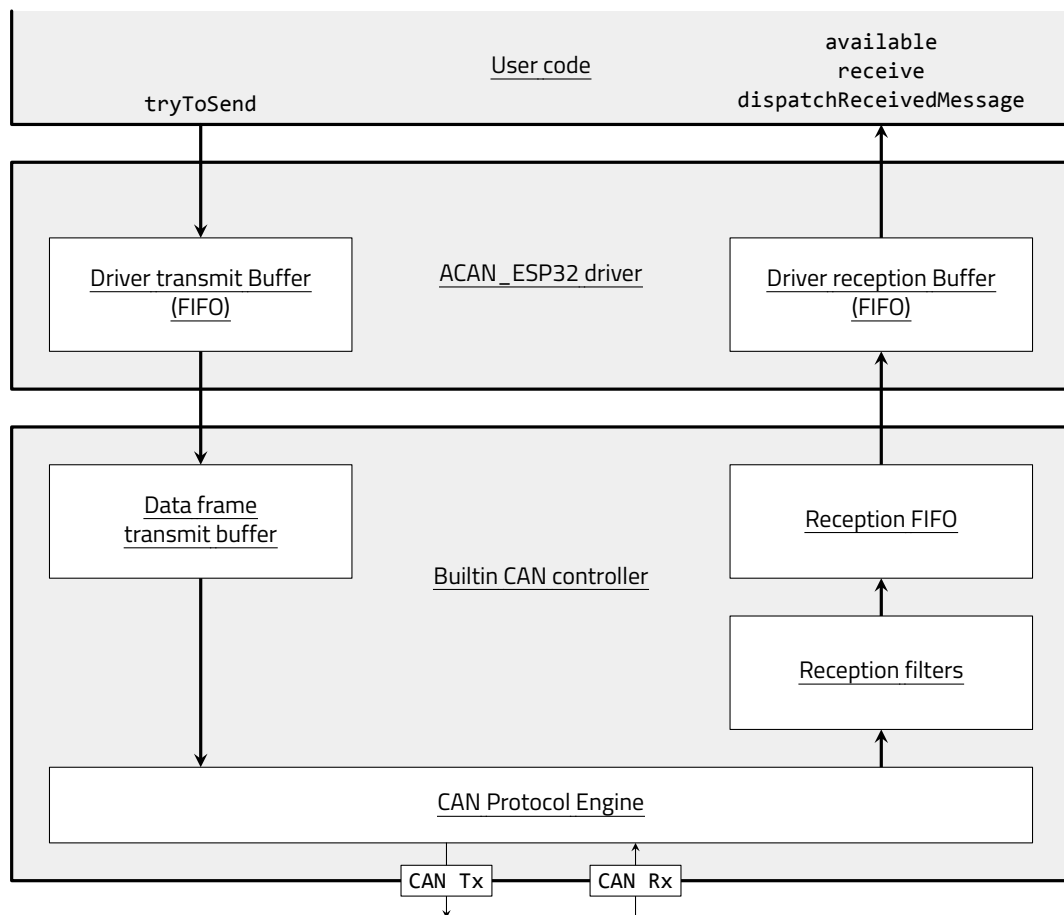 User code
tryToSend
available
receive
dispatchReceivedMessage
Driver transmit Buffer
(FIFO)
ACAN_ESP32 driver
Driver reception Buffer
(FIFO)
Data frame
transmit buffer
Builtin CAN controller
Reception FIFO
Reception filters
CAN Protocol Engine
CAN Tx
CAN Rx